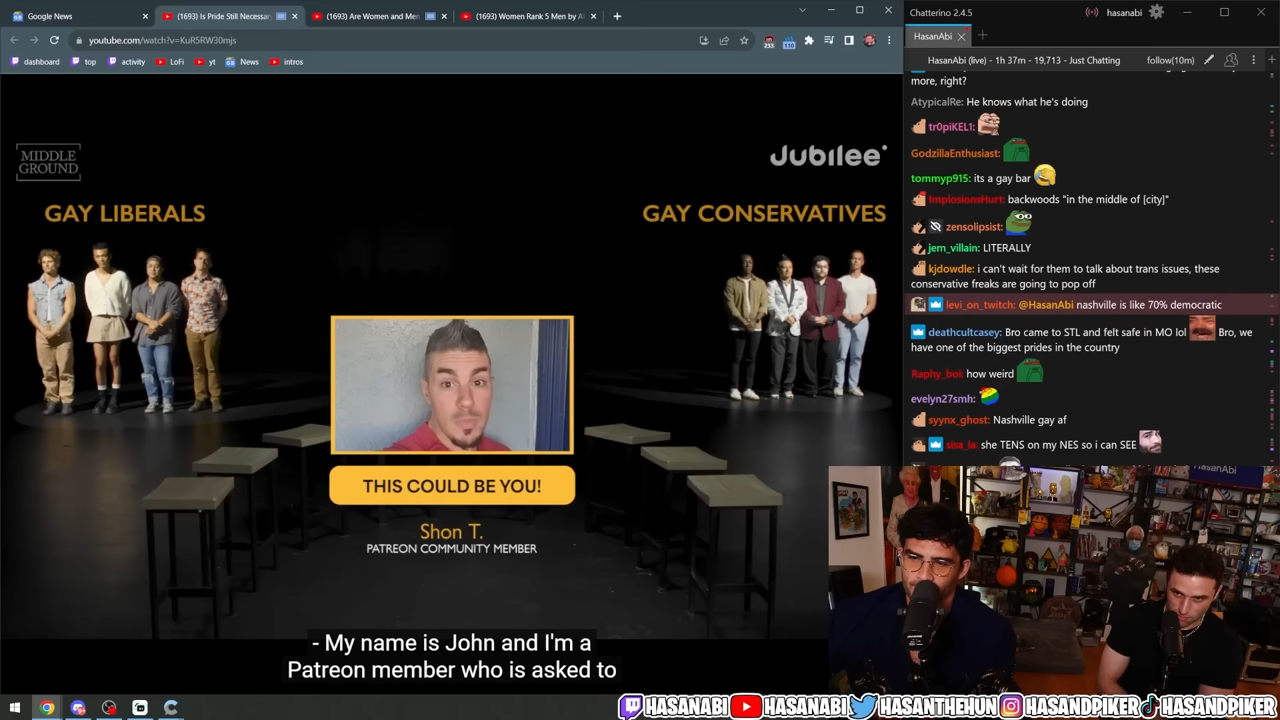 Google News
(1693) Is Pride Still Necessar
(1693) Are Women and Men
(1693) Women Rank 5 Men by A
youtube.com/watch?v=KuR5RW30mjs
233
110
dashboard
top
activity
LoFi
yt
News
intros
MIDDLE
GROUND
Jubilee
GAY LIBERALS
GAY CONSERVATIVES
THIS COULD BE YOU!
Shon T.
PATREON COMMUNITY MEMBER
- My name is John and I'm a
Patreon member who is asked to
Chatterino 2.4.5
hasanabi
HasanAbi
HasanAbi (live) - 1h 37m - 19,713 - Just Chatting
follow(10m)
more, right?
AtypicalRe: He knows what he's doing
tr0piKEL1:
GodzillaEnthusiast:
tommyp915: its a gay bar
ImplosionsHurt: backwoods "in the middle of [city]"
zensolipsist:
jem_villain: LITERALLY
kjdowdle: i can't wait for them to talk about trans issues, these
conservative freaks are going to pop off
levi_on_twitch: @HasanAbi nashville is like 70% democratic
deathcultcasey: Bro came to STL and felt safe in MO lol Bro, we
have one of the biggest prides in the country
Raphy_boi: how weird
evelyn27smh:
syynx_ghost: Nashville gay af
sisa_la: she TENS on my NES so i can SEE
HasanAbi
HASANABI HASANABI HASANTHEHUN HASANDPIKER HASANDPIKER